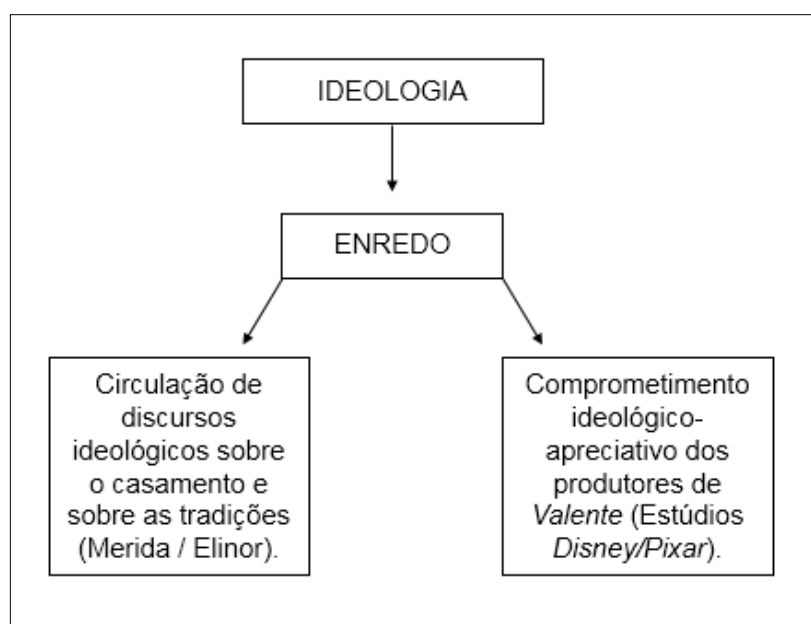 IDEOLOGIA
ENREDO
Circulação de
discursos
ideológicos sobre
o casamento e
sobre as tradições
(Merida / Elinor).
Comprometimento
ideológico-
apreciativo dos
produtores de
Valente (Estúdios
Disney/Pixar).